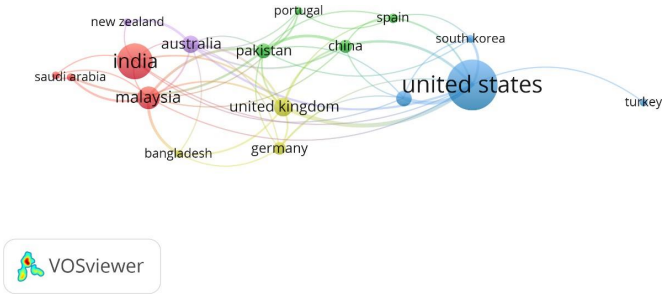 portugal
new zealand
spain
australia
pakistan
china
south korea
india
saudi arabia
united states
malaysia
united kingdom
turkey
bangladesh
germany
VOSviewer